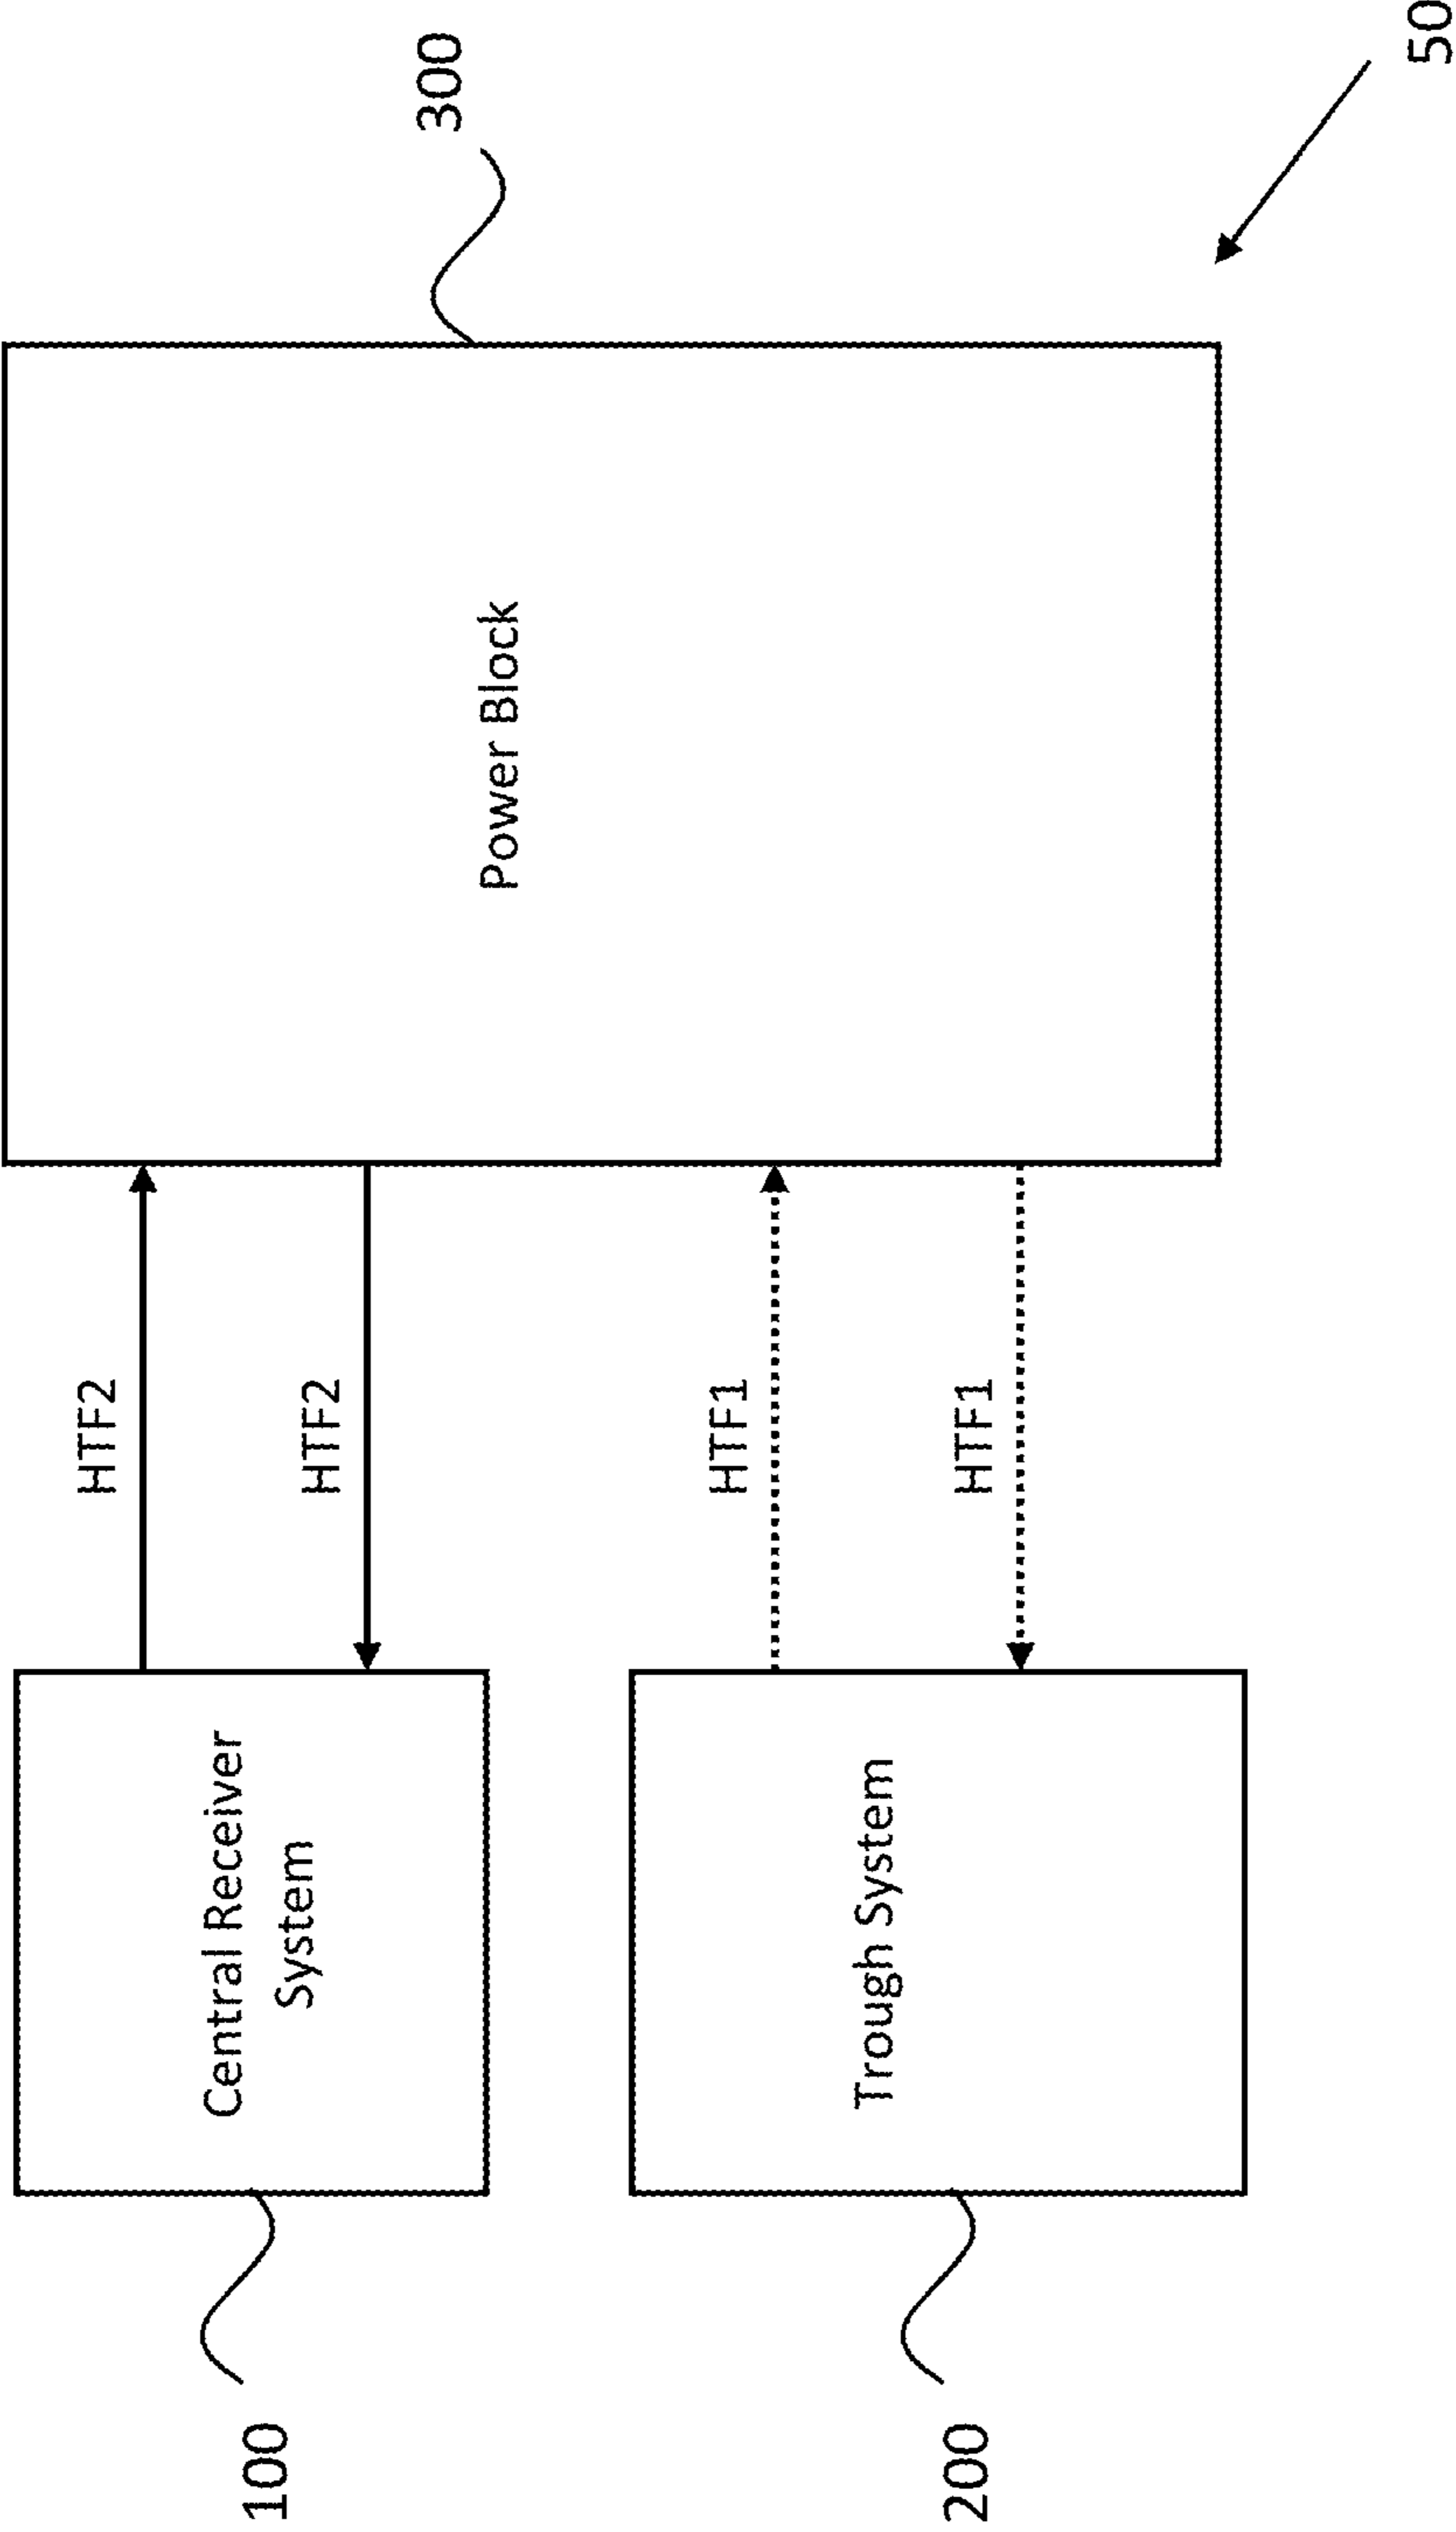 100
Central Receiver
System
HTF2
HTF2
Power Block
300
200
Trough System
HTF1
HTF1
50